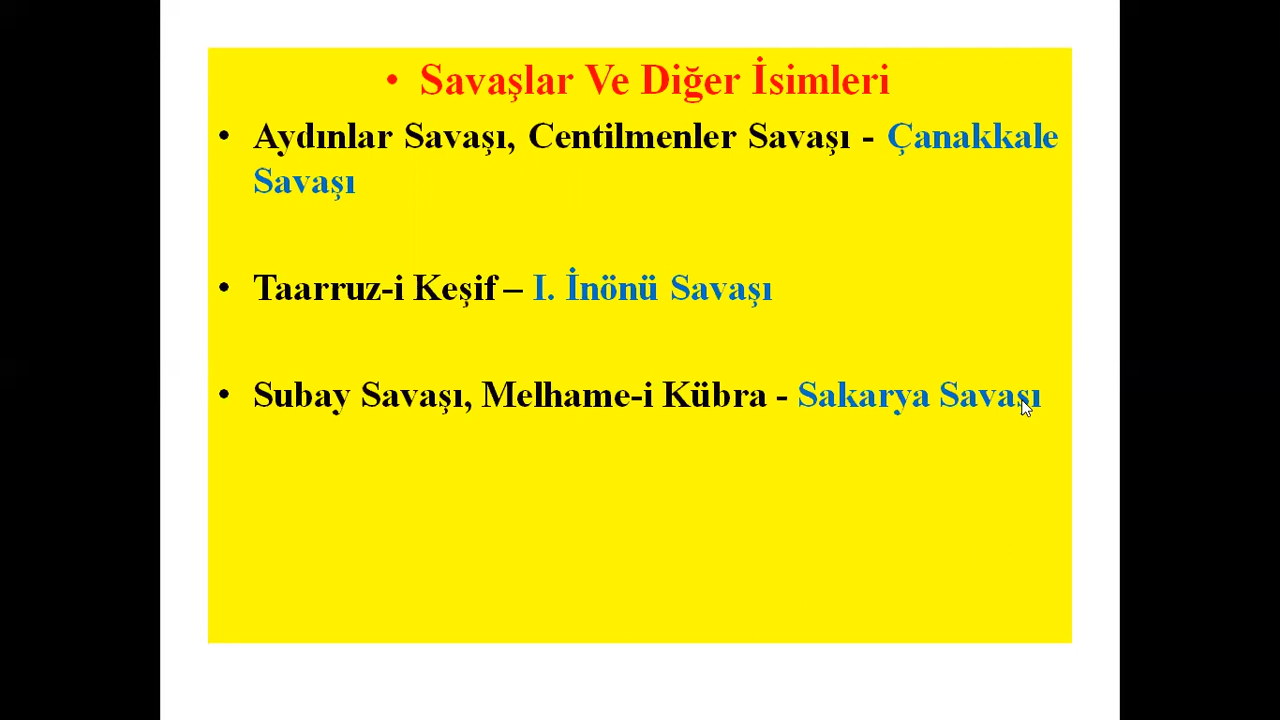 • Savaşlar Ve Diğer İsimleri
• Aydınlar Savaşı, Centilmenler Savaşı - Çanakkale
Savaşı
• Taarruz-i Keşif – I. İnönü Savaşı
• Subay Savaşı, Melhame-i Kübra - Sakarya Savaşı